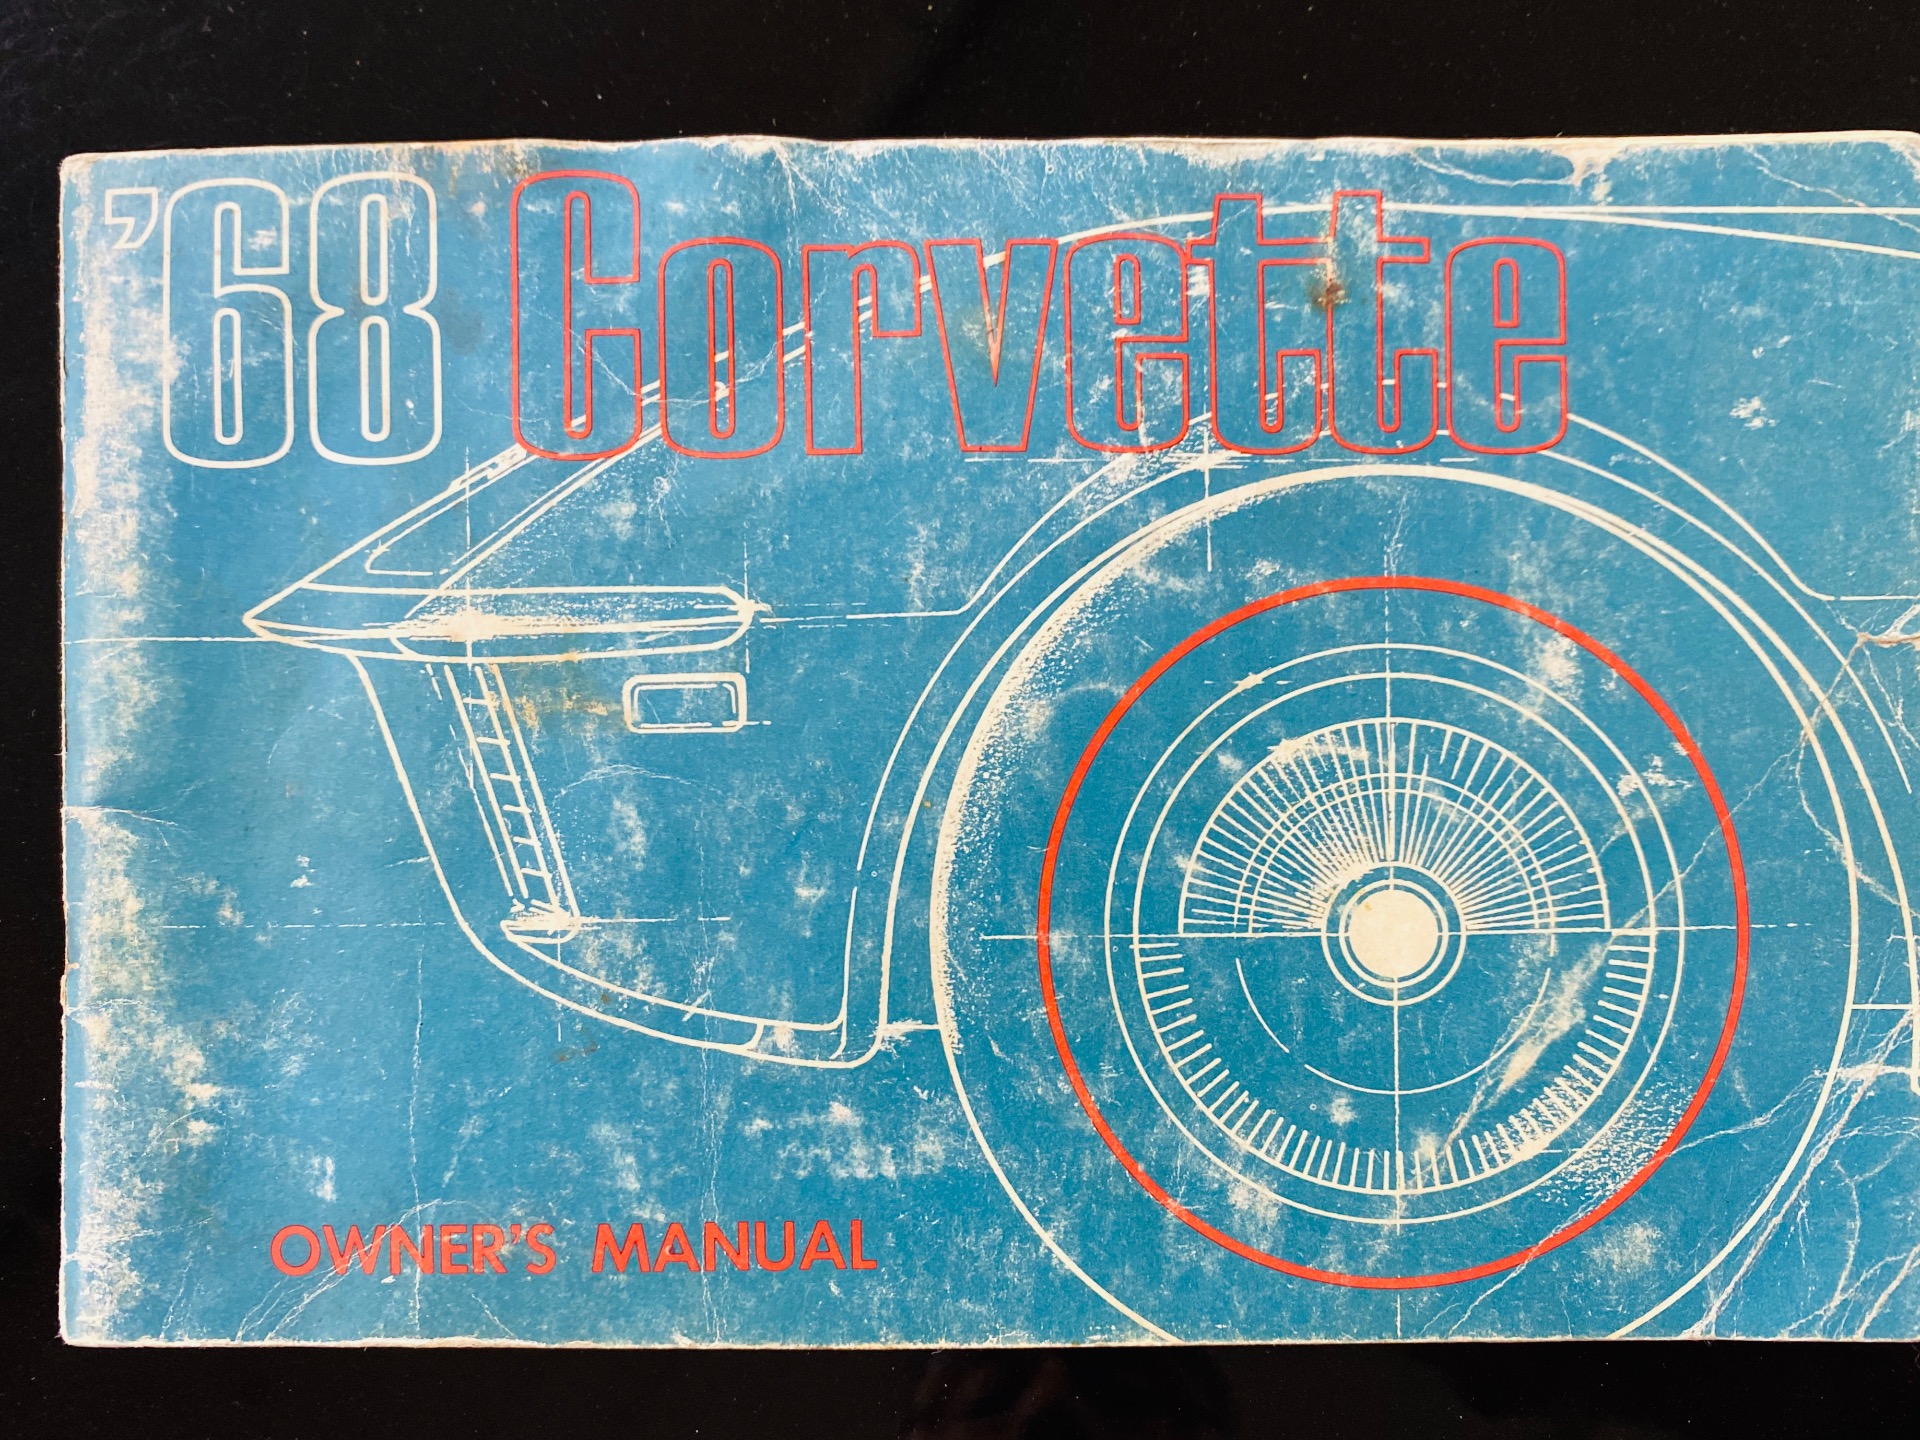 '68 Corvette
OWNER'S MANUAL